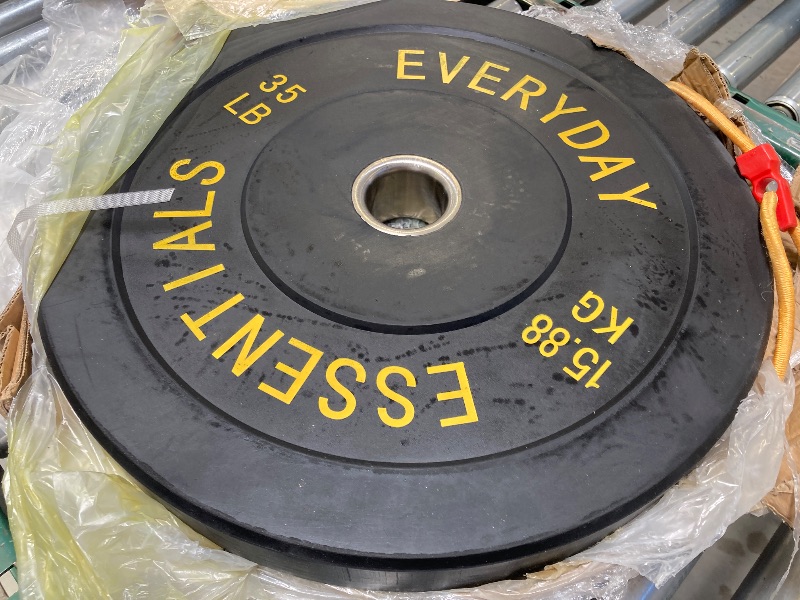 EVERYDAY
ESSENTIALS
35
LB
15.88
KG